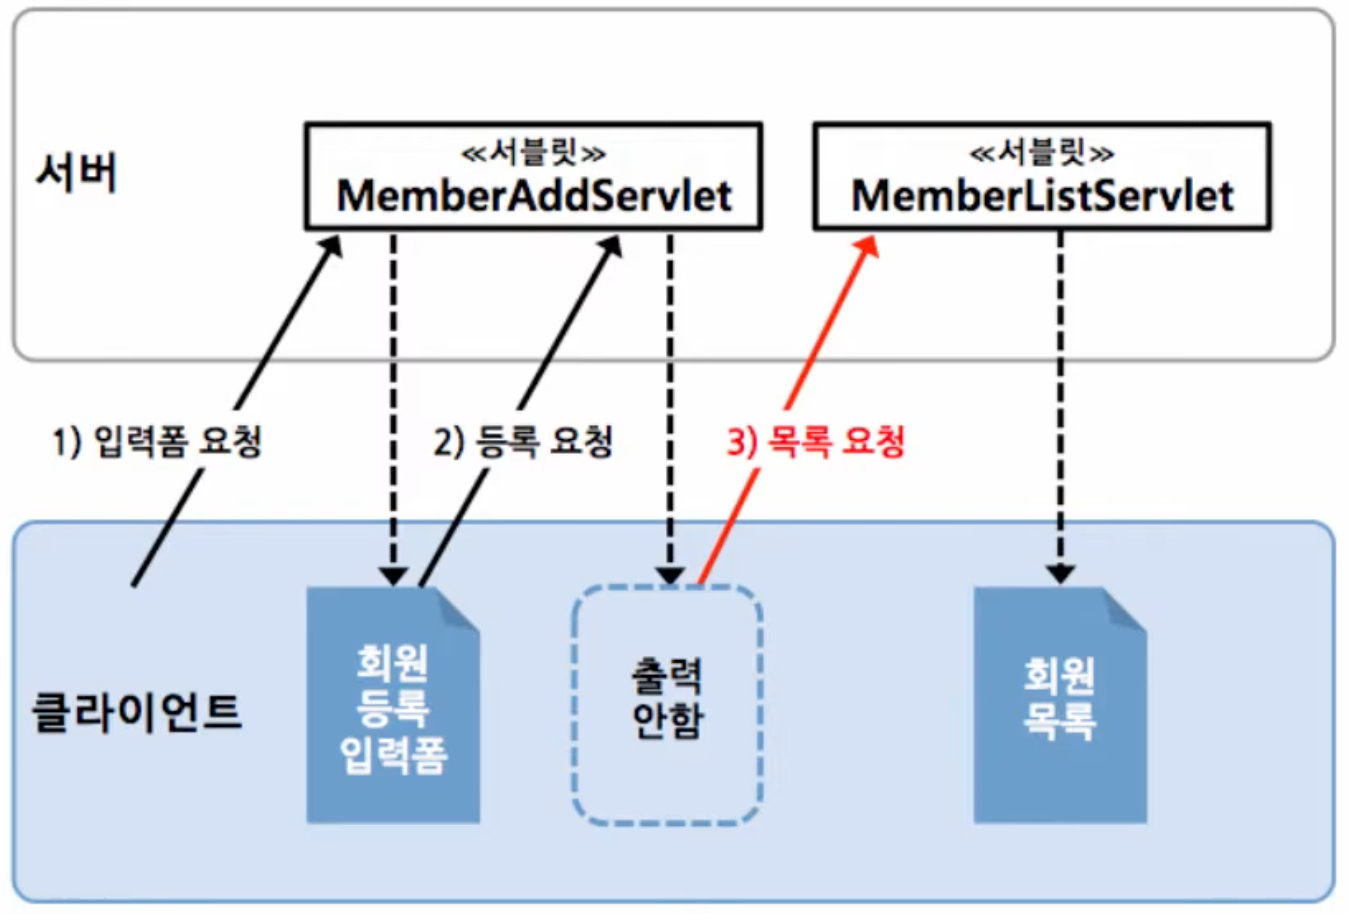 서버
≪서블릿≫
MemberAddServlet
≪서블릿≫
MemberListServlet
1) 입력폼 요청
2) 등록 요청
3) 목록 요청
클라이언트
회원
등록
입력폼
출력
안함
회원
목록